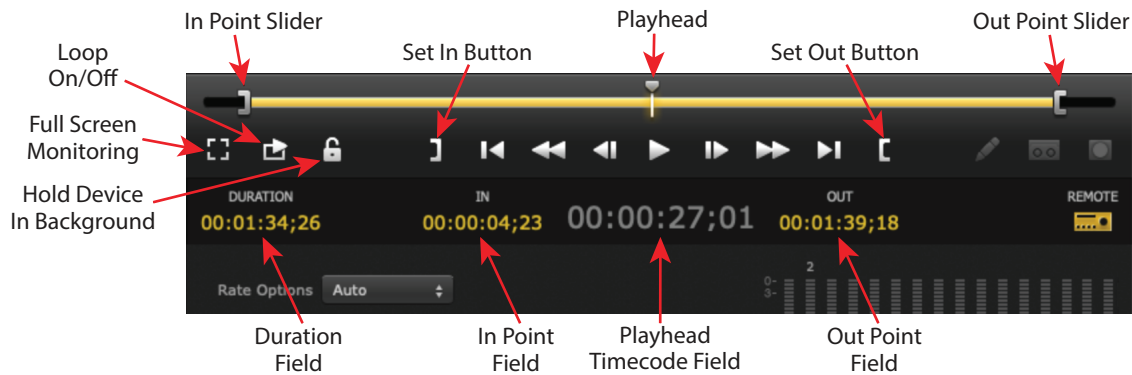 In Point Slider
Playhead
Out Point Slider
Loop
On/Off
Set In Button
Set Out Button
Full Screen
Monitoring
Hold Device
In Background
DURATION
IN
OUT
REMOTE
00:01:34;26
00:00:04;23
00:00:27;01
00:01:39;18
2
Rate Options
Auto
0-
3-
Duration
Field
In Point
Field
Playhead
Timecode Field
Out Point
Field